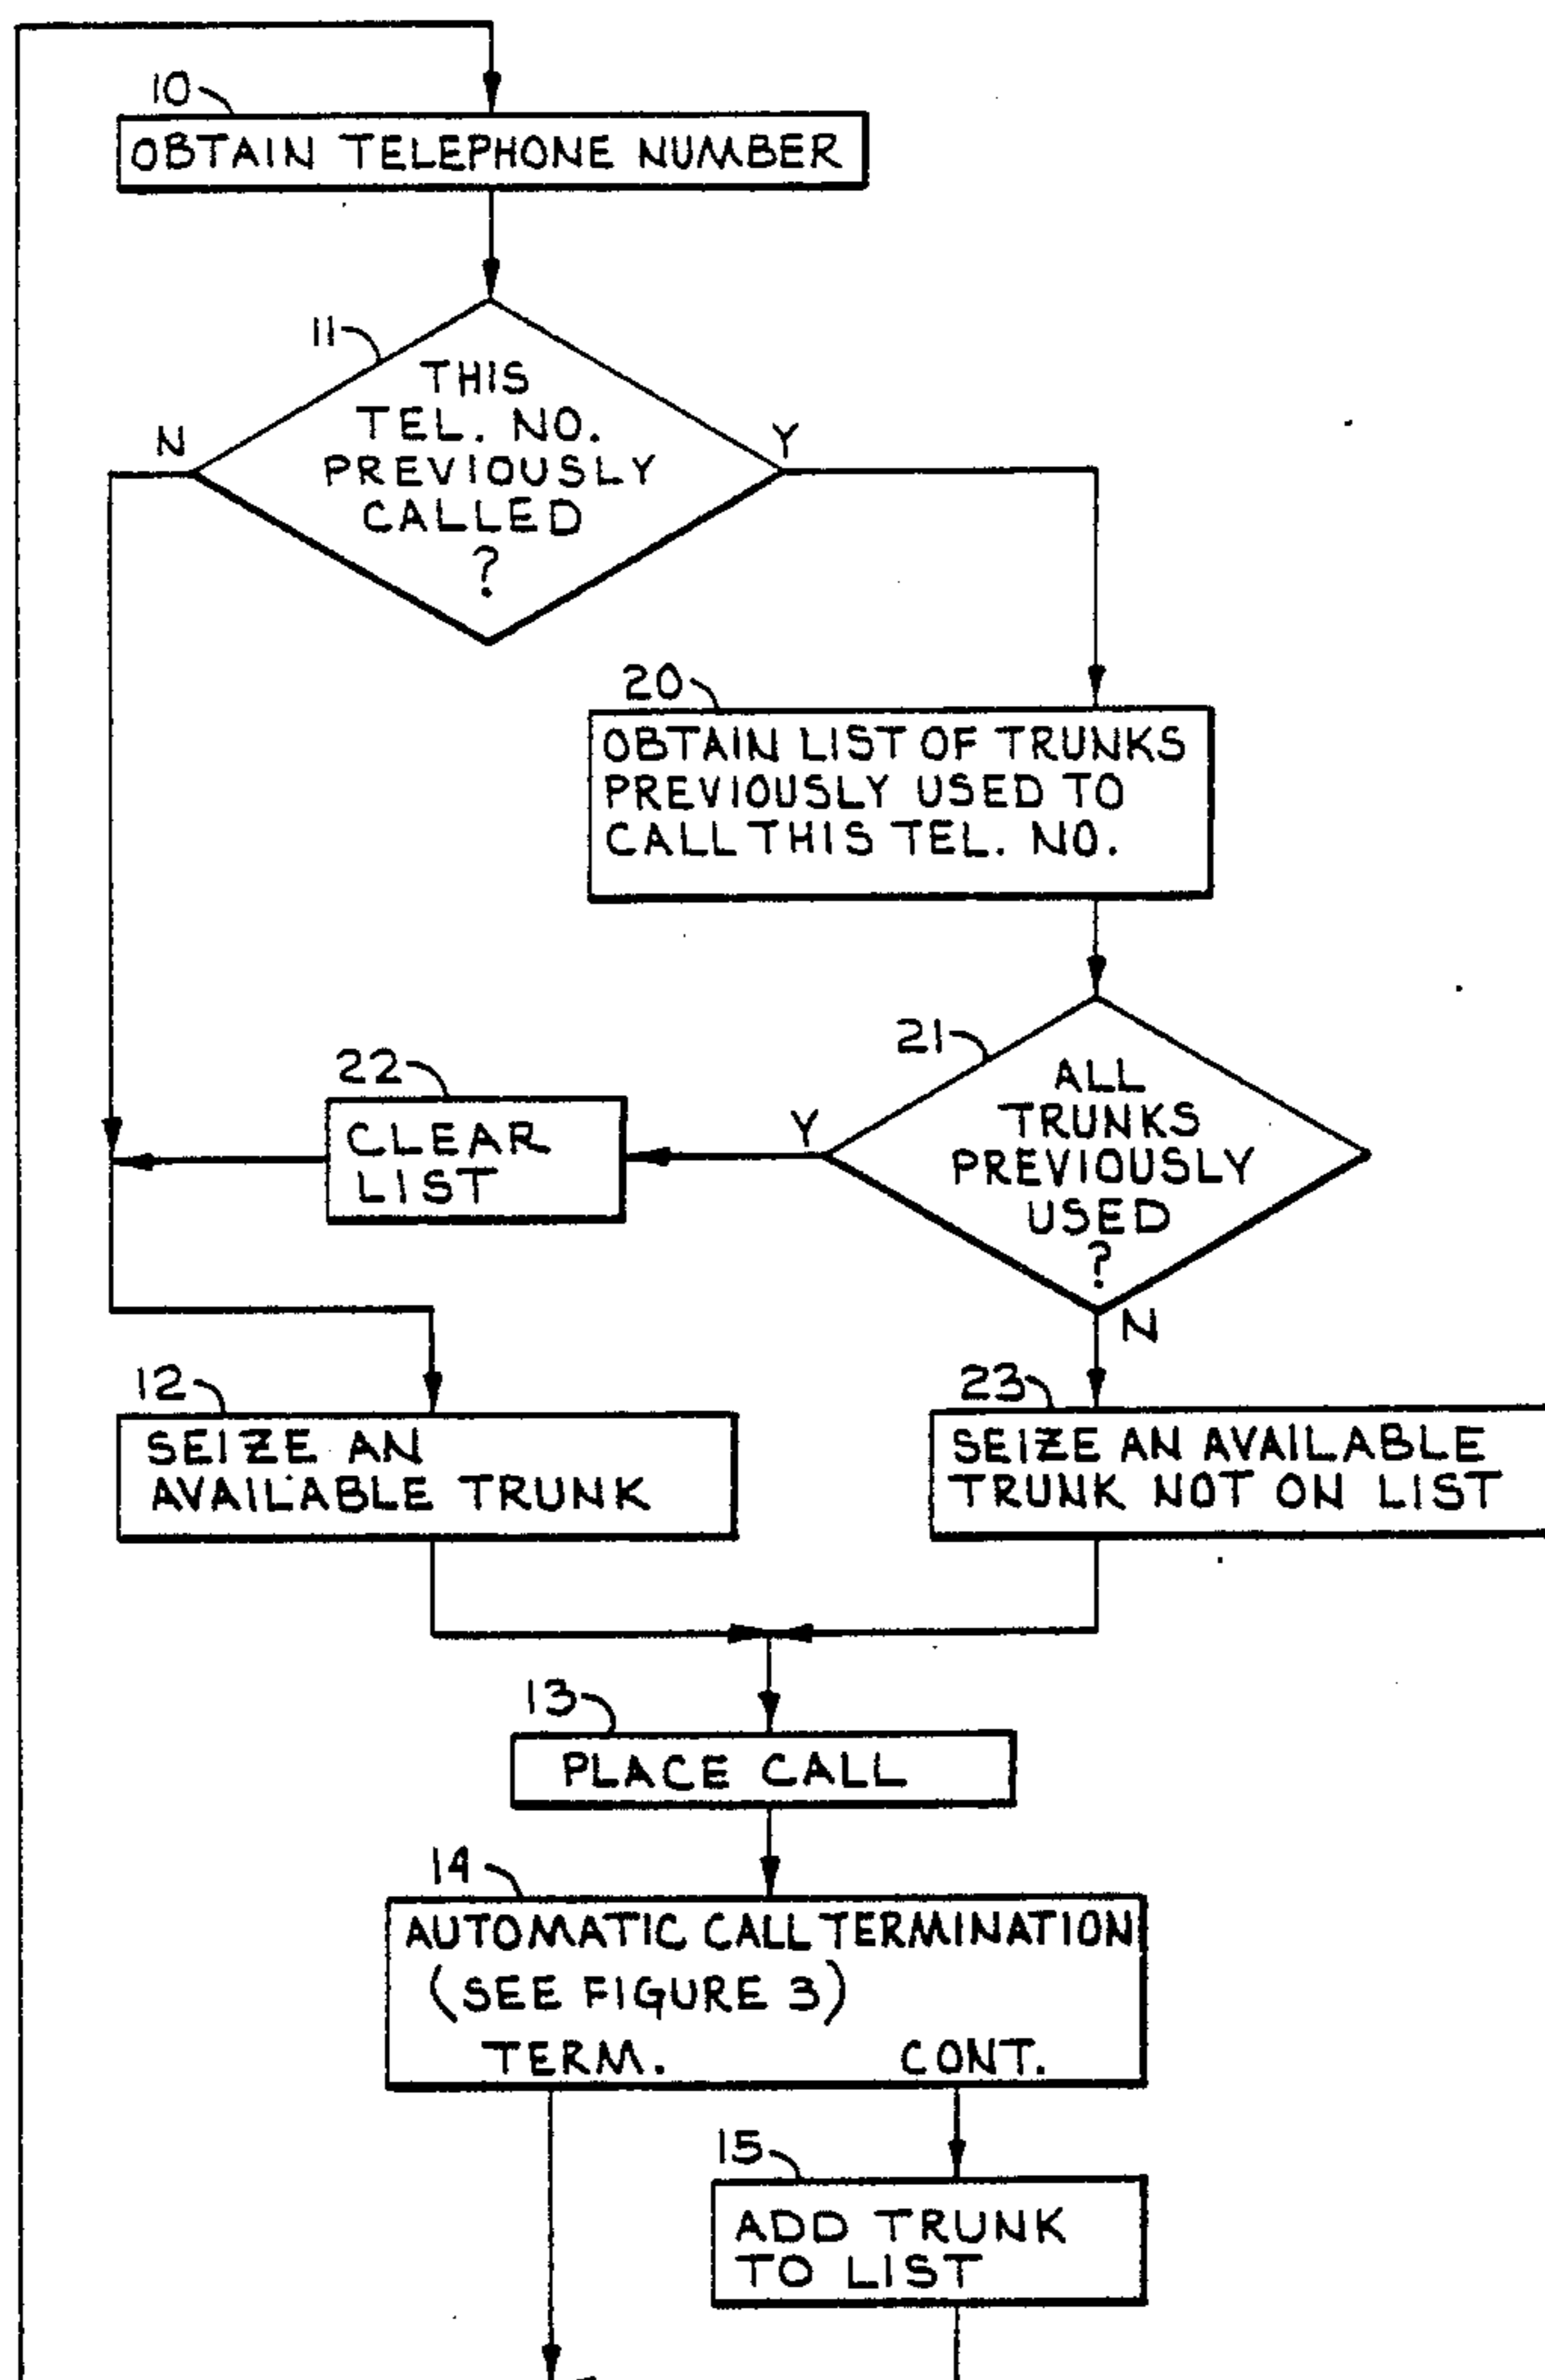 10
OBTAIN TELEPHONE NUMBER
11
THIS
TEL. NO.
PREVIOUSLY
CALLED
?
N
Y
20
OBTAIN LIST OF TRUNKS
PREVIOUSLY USED TO
CALL THIS TEL. NO.
21
ALL
TRUNKS
PREVIOUSLY
USED
?
Y
N
22
CLEAR
LIST
12
SEIZE AN
AVAILABLE TRUNK
23
SEIZE AN AVAILABLE
TRUNK NOT ON LIST
13
PLACE CALL
14
AUTOMATIC CALL TERMINATION
(SEE FIGURE 3)
TERM. CONT.
15
ADD TRUNK
TO LIST